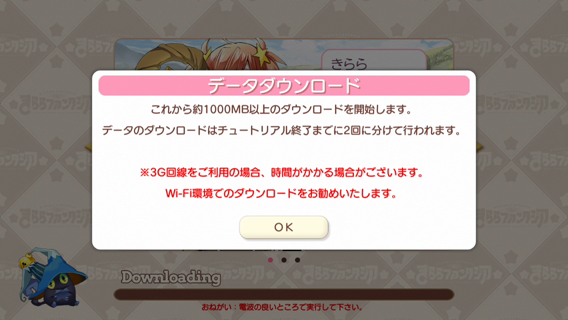 きらら
データダウンロード
これから約1000MB以上のダウンロードを開始します。
データのダウンロードはチュートリアル終了までに2回に分けて行われます。
※3G回線をご利用の場合、時間がかかる場合がございます。
Wi-Fi環境でのダウンロードをお勧めいたします。
OK
Downloading
おねがい：電波の良いところで実行して下さい。